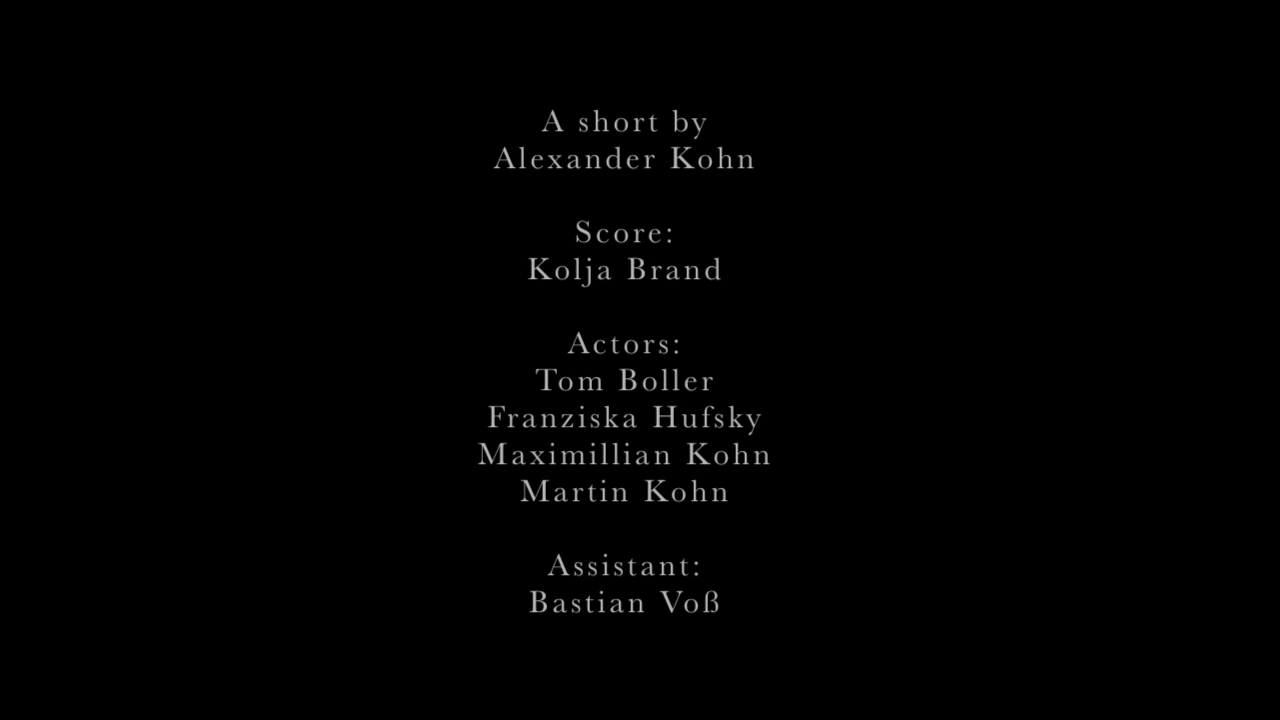 A short by
Alexander Kohn
Score:
Kolja Brand
Actors:
Tom Boller
Franziska Hufsky
Maximillian Kohn
Martin Kohn
Assistant:
Bastian Voß